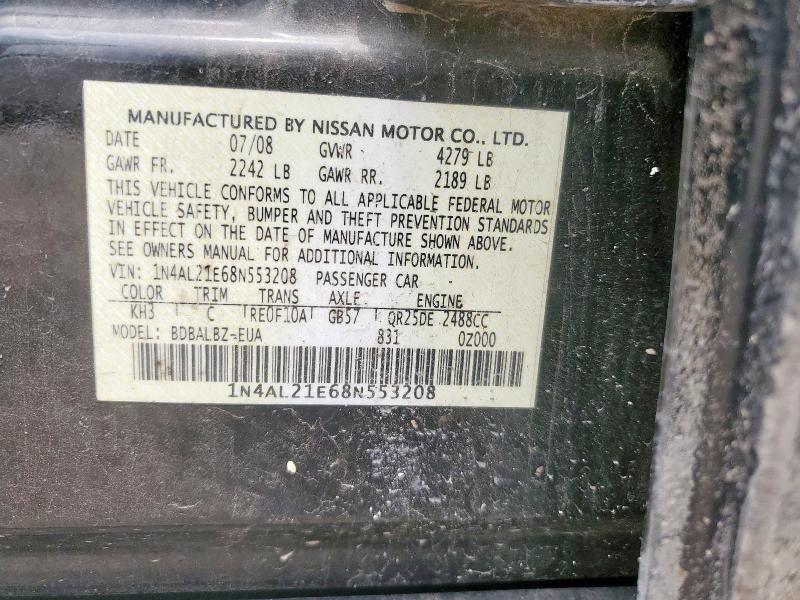 MANUFACTURED BY NISSAN MOTOR CO., LTD.
DATE 07/08 GVWR 4279 LB
GAWR FR. 2242 LB GAWR RR. 2189 LB
THIS VEHICLE CONFORMS TO ALL APPLICABLE FEDERAL MOTOR
VEHICLE SAFETY, BUMPER AND THEFT PREVENTION STANDARDS
IN EFFECT ON THE DATE OF MANUFACTURE SHOWN ABOVE.
SEE OWNERS MANUAL FOR ADDITIONAL INFORMATION.
VIN: 1N4AL21E68N553208 PASSENGER CAR
COLOR TRIM TRANS AXLE ENGINE
KH3 C RE0F10A GB57 QR25DE 2488CC
MODEL: BDBALBZ-EUA 831 0Z000
1N4AL21E68N553208